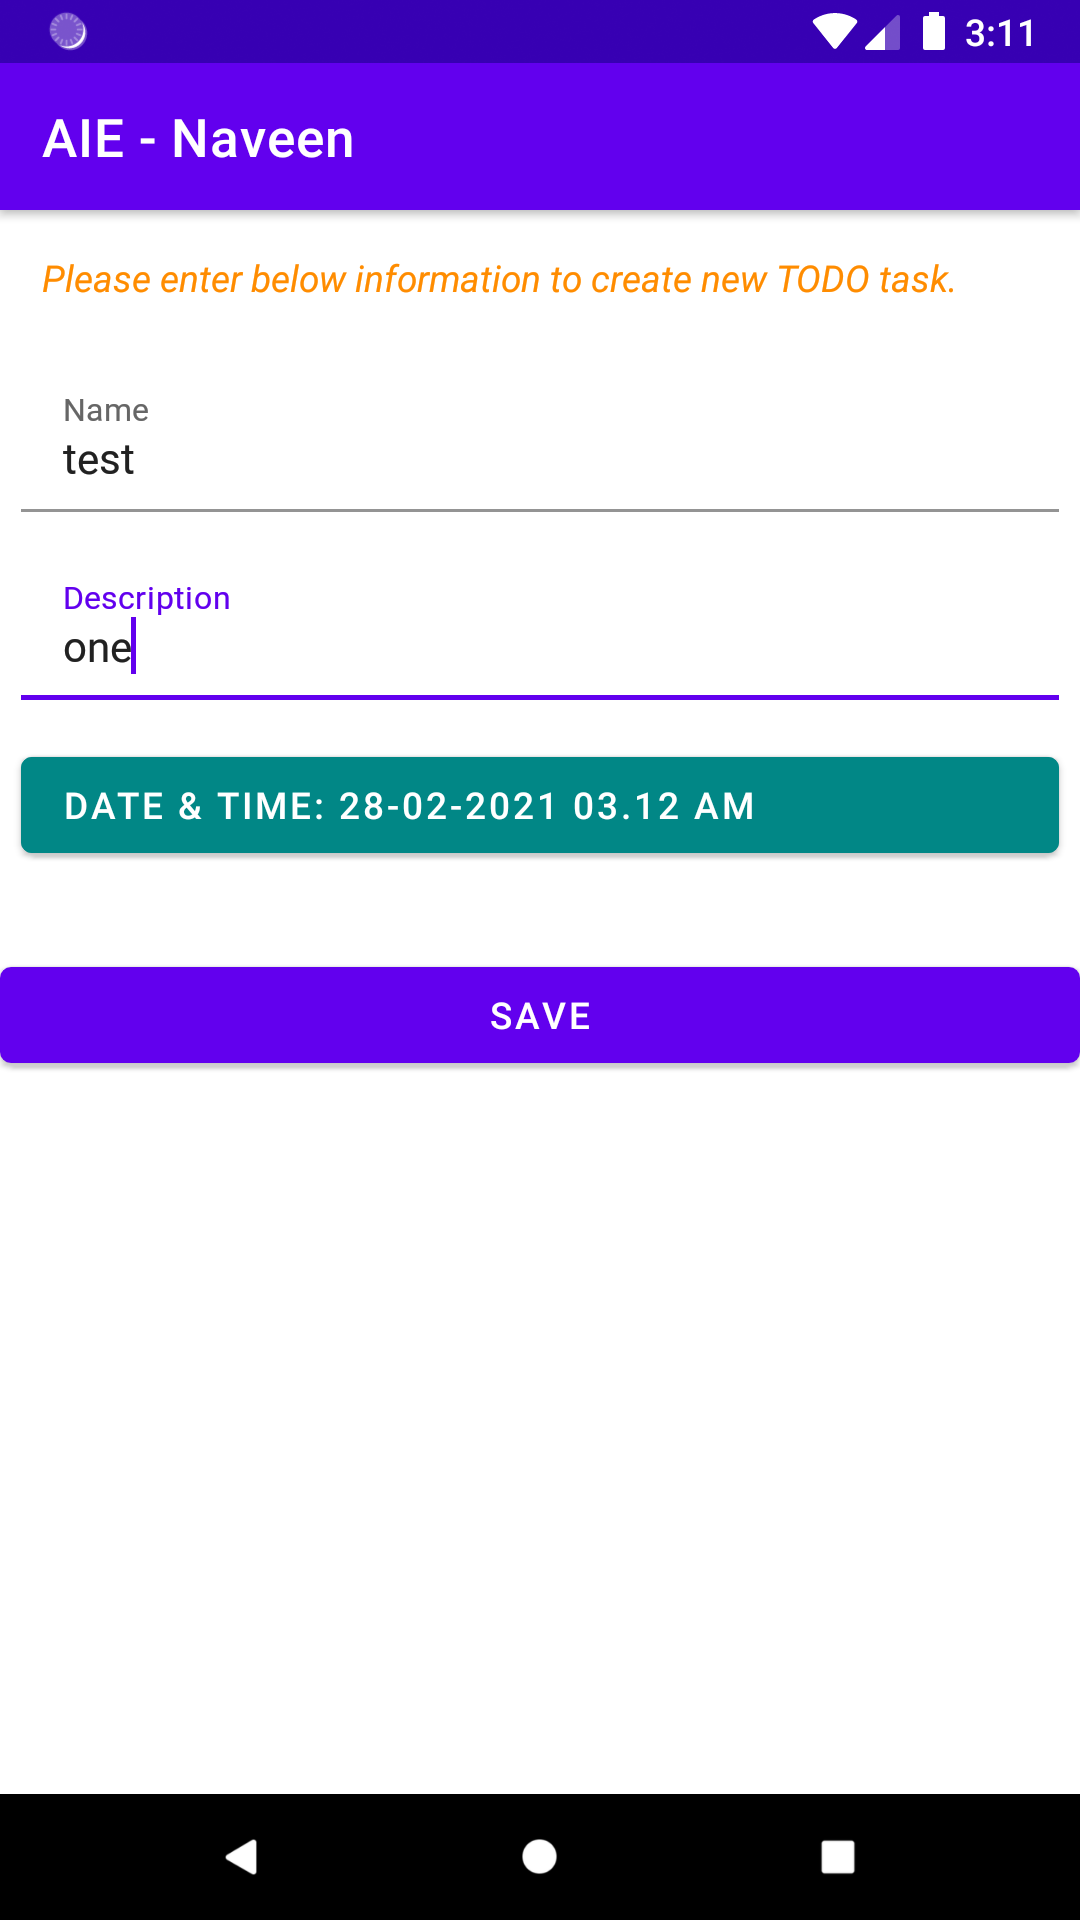 3:11
AIE - Naveen
Please enter below information to create new TODO task.
Name
test
Description
one
DATE & TIME: 28-02-2021 03.12 AM
SAVE